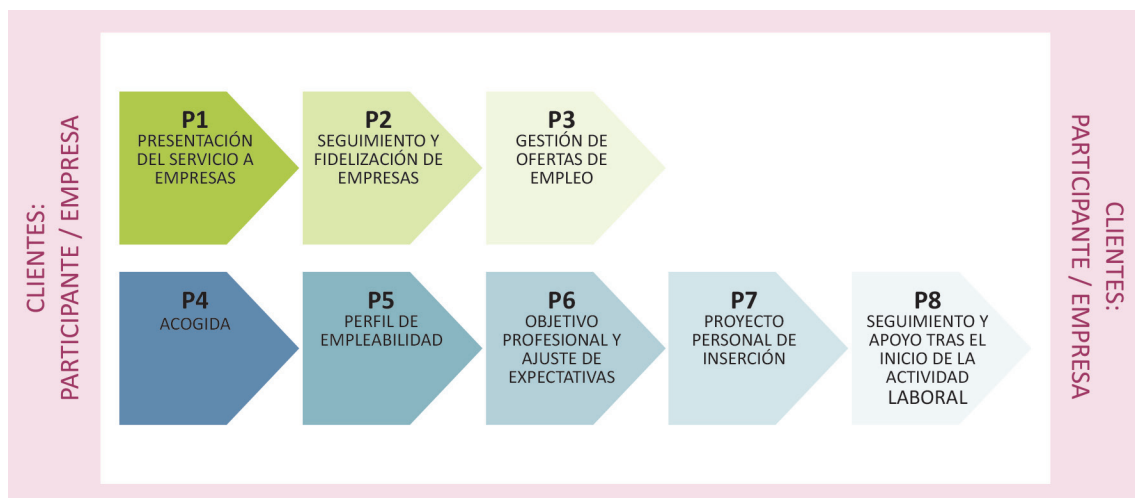 CLIENTES:
PARTICIPANTE / EMPRESA
P1
PRESENTACIÓN
DEL SERVICIO A
EMPRESAS
P2
SEGUIMIENTO Y
FIDELIZACIÓN DE
EMPRESAS
P3
GESTIÓN DE
OFERTAS DE
EMPLEO
P4
ACOGIDA
P5
PERFIL DE
EMPLEABILIDAD
P6
OBJETIVO
PROFESIONAL Y
AJUSTE DE
EXPECTATIVAS
P7
PROYECTO
PERSONAL DE
INSERCIÓN
P8
SEGUIMIENTO Y
APOYO TRAS EL
INICIO DE LA
ACTIVIDAD
LABORAL
CLIENTES:
PARTICIPANTE / EMPRESA